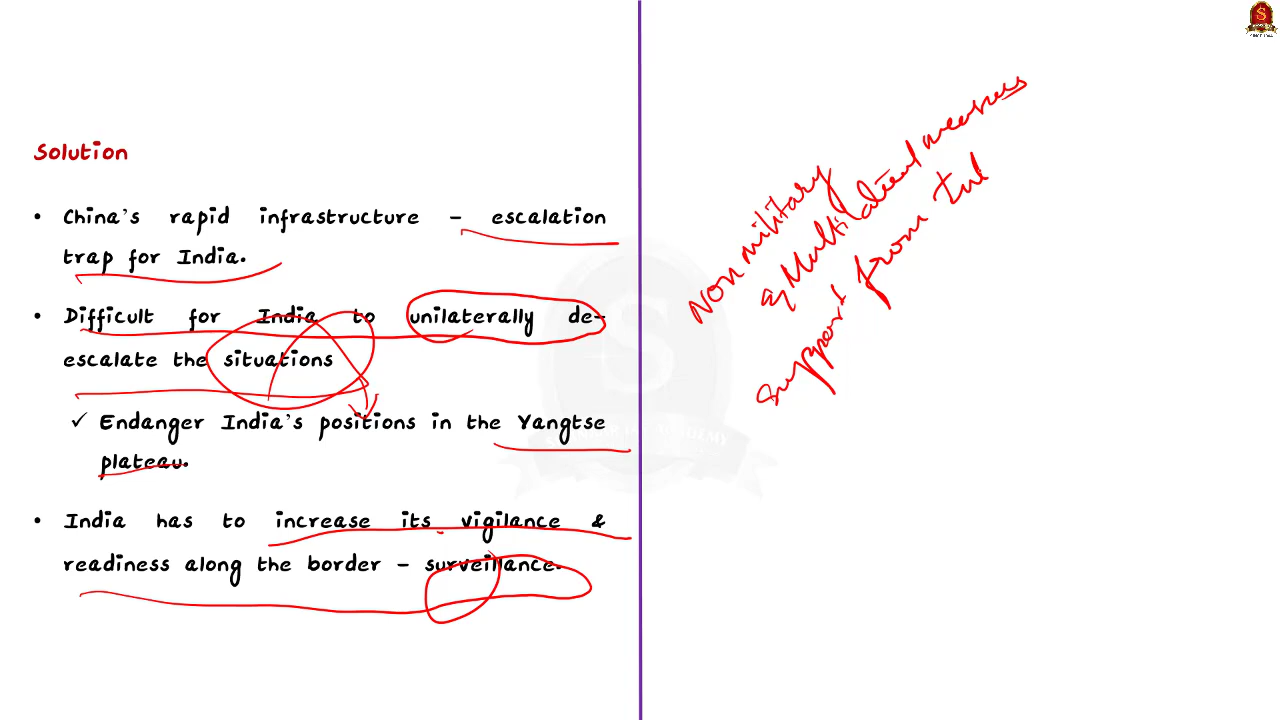 Solution
• China's rapid infrastructure – escalation
trap for India.
• Difficult for India to unilaterally de-
escalate the situations
✓ Endanger India's positions in the Yangtse
plateau.
• India has to increase its vigilance &
readiness along the border – surveillance.
Non military
& Multilateral measures
support from